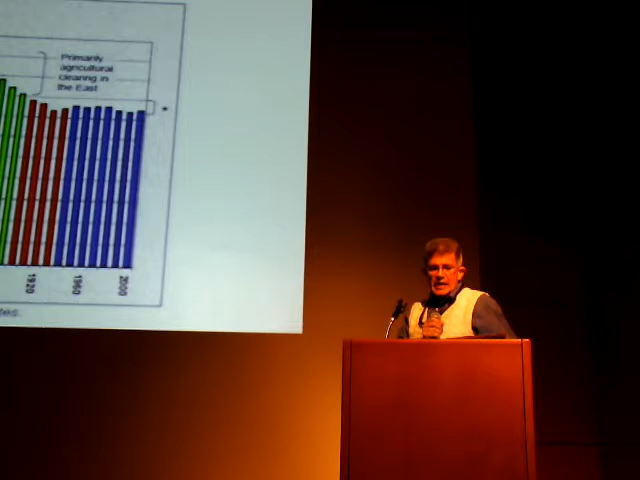 Primarily
agricultural
clearing in
the East
*
1920
1960
2000